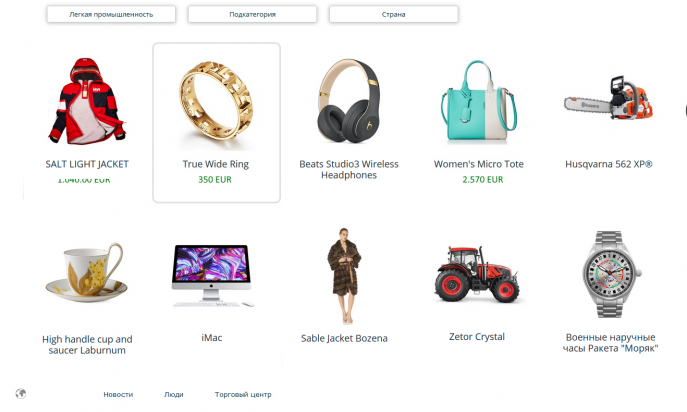 Легкая промышленность
Подкатегория
Страна
SALT LIGHT JACKET
1.040.00 EUR
True Wide Ring
350 EUR
Beats Studio3 Wireless
Headphones
Women's Micro Tote
2.570 EUR
Husqvarna 562 XP®
High handle cup and
saucer Laburnum
iMac
Sable Jacket Bozena
Zetor Crystal
Военные наручные
часы Ракета "Моряк"
Новости
Люди
Торговый центр